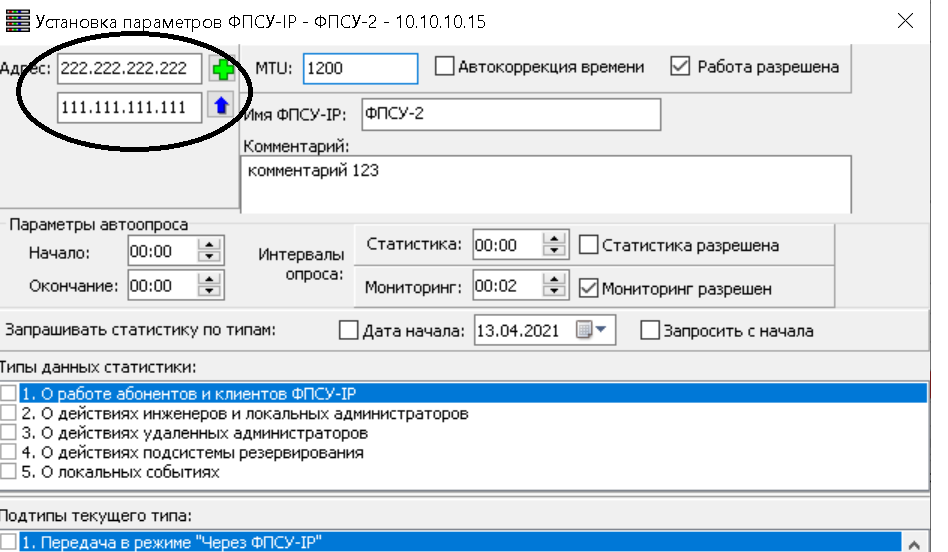 Установка параметров ФПСУ-IP - ФПСУ-2 - 10.10.10.15
Адрес: 222.222.222.222 MTU: 1200 Автокоррекция времени Работа разрешена
111.111.111.111 Имя ФПСУ-IP: ФПСУ-2
Комментарий:
комментарий 123
Параметры автоопроса
Начало: 00:00 Интервалы опроса: Статистика: 00:00 Статистика разрешена
Окончание: 00:00 Мониторинг: 00:02 Мониторинг разрешен
Запрашивать статистику по типам: Дата начала: 13.04.2021 Запросить с начала
Типы данных статистики:
1. О работе абонентов и клиентов ФПСУ-IP
2. О действиях инженеров и локальных администраторов
3. О действиях удаленных администраторов
4. О действиях подсистемы резервирования
5. О локальных событиях
Подтипы текущего типа:
1. Передача в режиме "Через ФПСУ-IP"